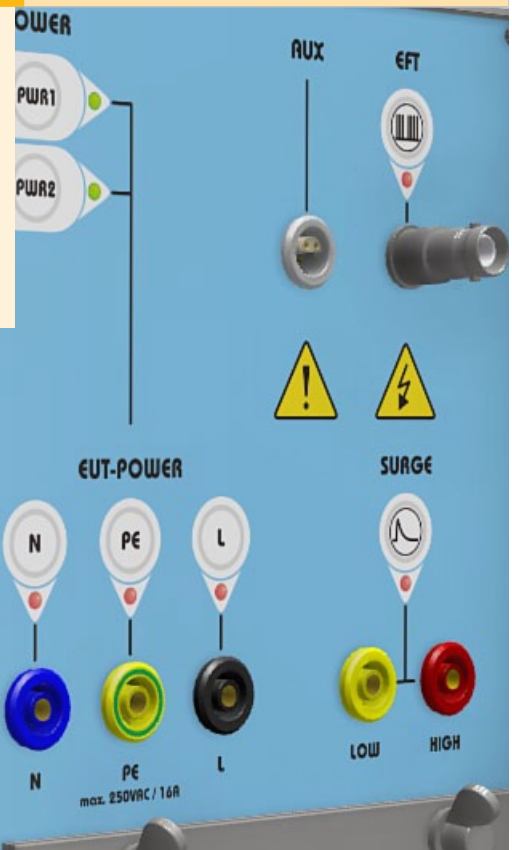 OWER
AUX
EFT
PWR1
PWR2
EUT-POWER
SURGE
N
PE
L
N
PE
L
max. 250VAC / 16A
LOW
HIGH